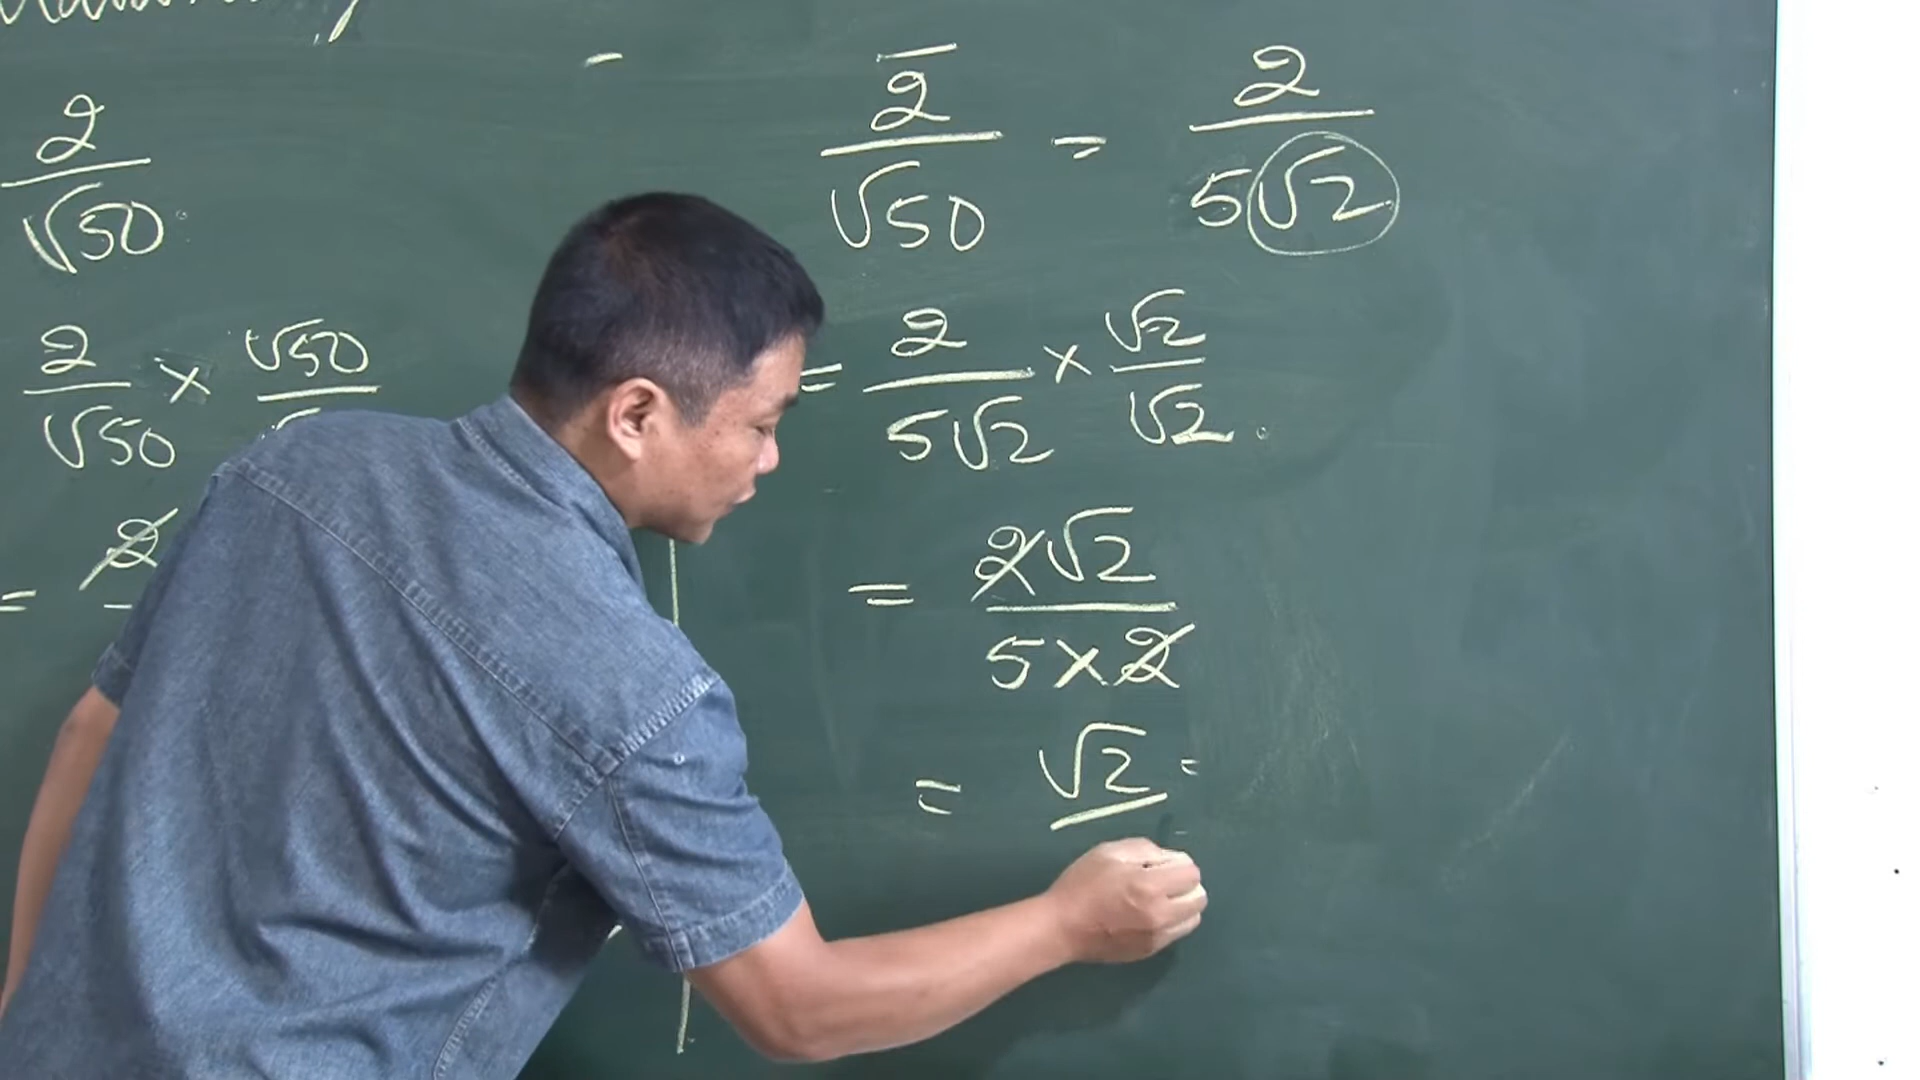 2/√50
2/√50 × √50/
= 2
2/√50 = 2/5√2
= 2/5√2 × √2/√2
= 2√2/5×2
= √2